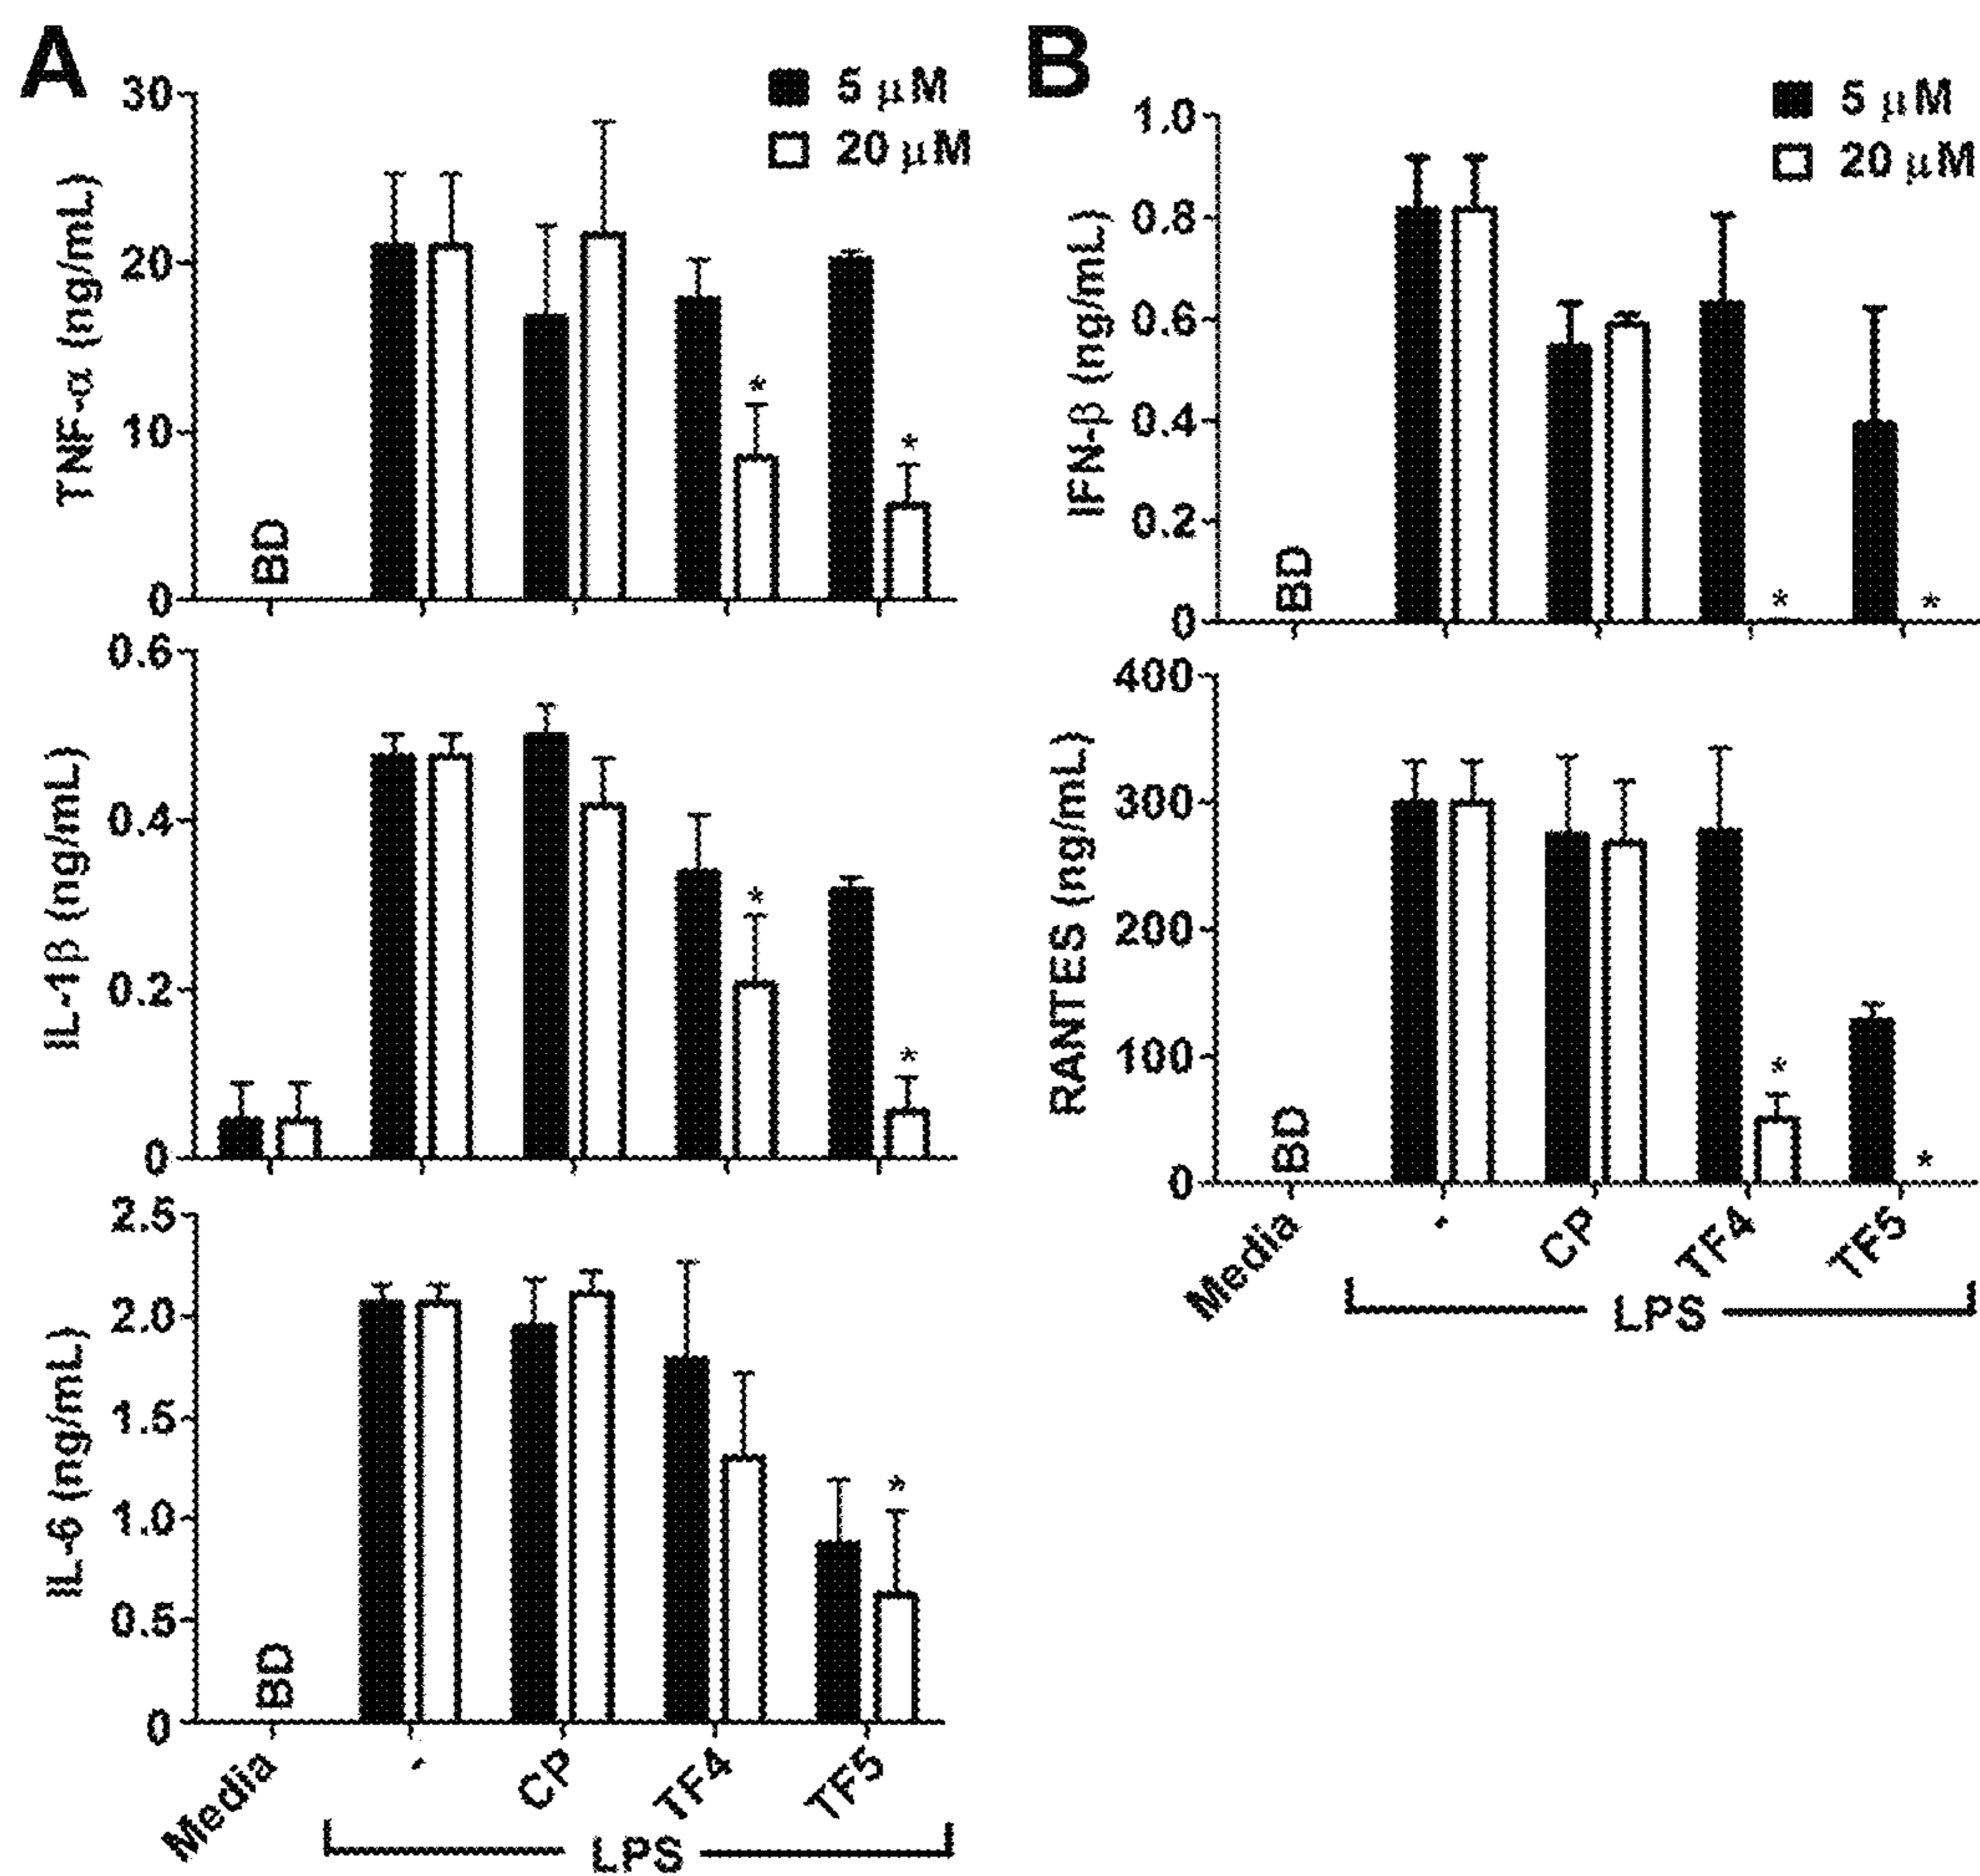 A
5 μM
20 μM
TNF-α (ng/mL)
30
20
10
0
BD
*
*
IL-1β (ng/mL)
0.6
0.4
0.2
0
*
*
IL-6 (ng/mL)
2.5
2.0
1.5
1.0
0.5
0
BD
*
Media
-
CP
TF4
TF5
LPS
B
5 μM
20 μM
IFN-β (ng/mL)
1.0
0.8
0.6
0.4
0.2
0
BD
*
*
RANTES (ng/mL)
400
300
200
100
0
BD
*
*
Media
-
CP
TF4
TF5
LPS